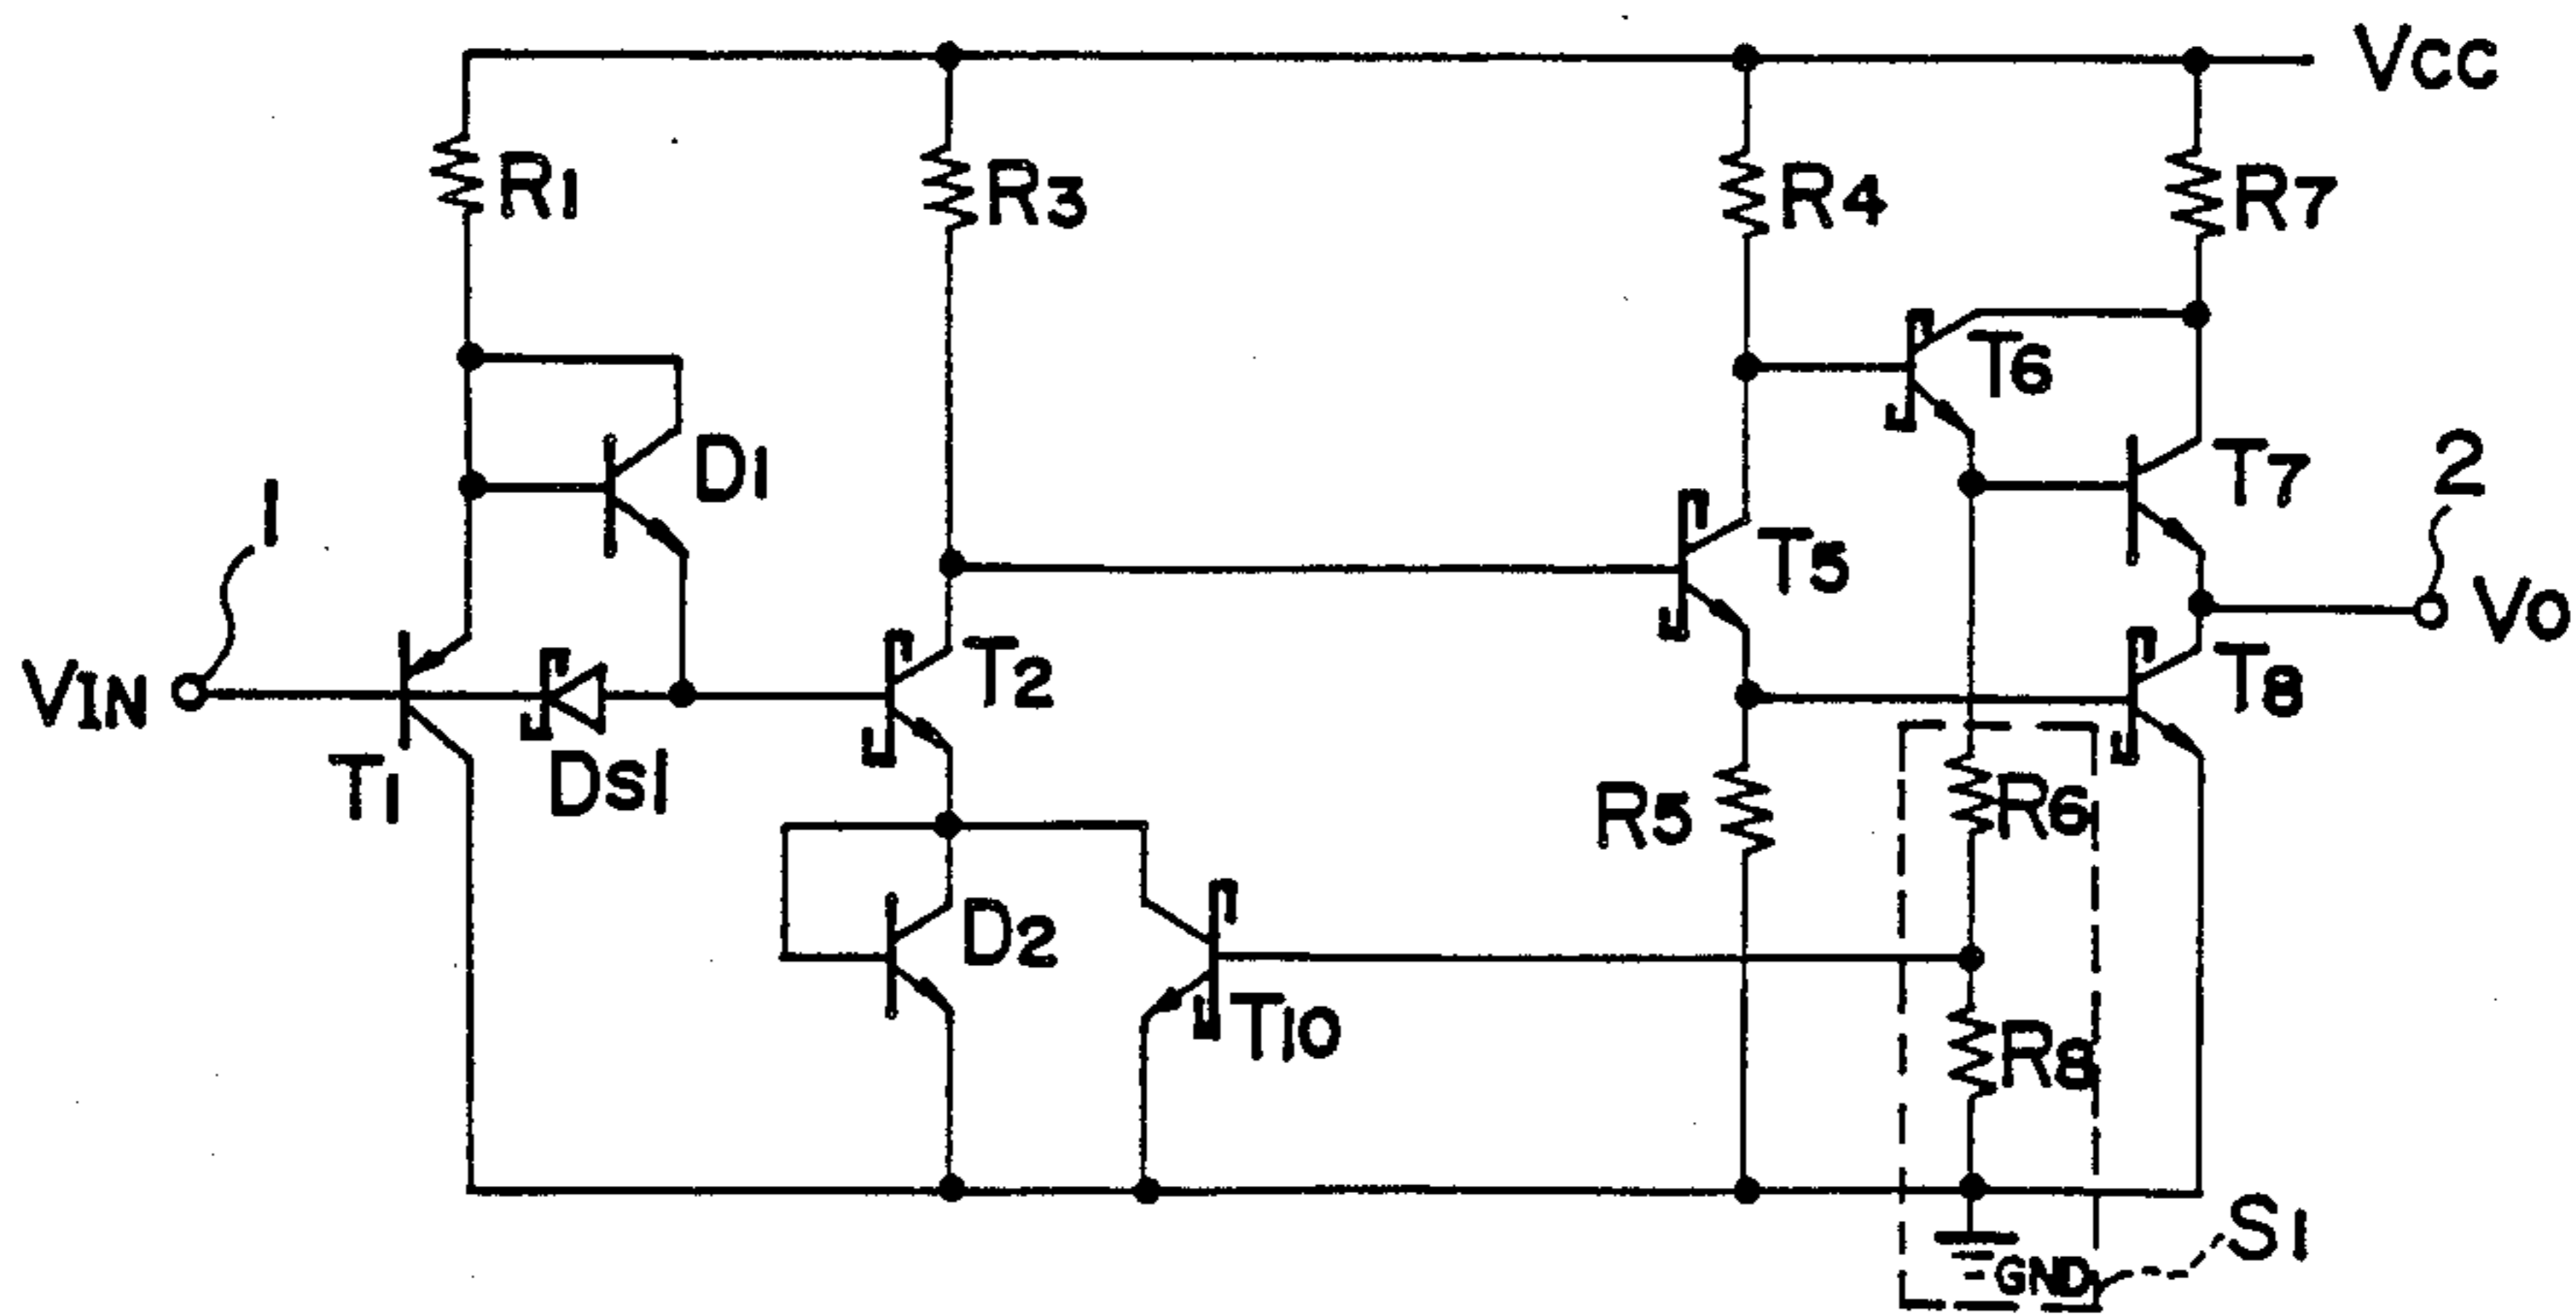 VCC
R1
R3
R4
R7
T6
D1
T7
2
1
T5
VO
VIN
T2
T8
T1
DS1
R5
R6
D2
T10
R8
S1
GND